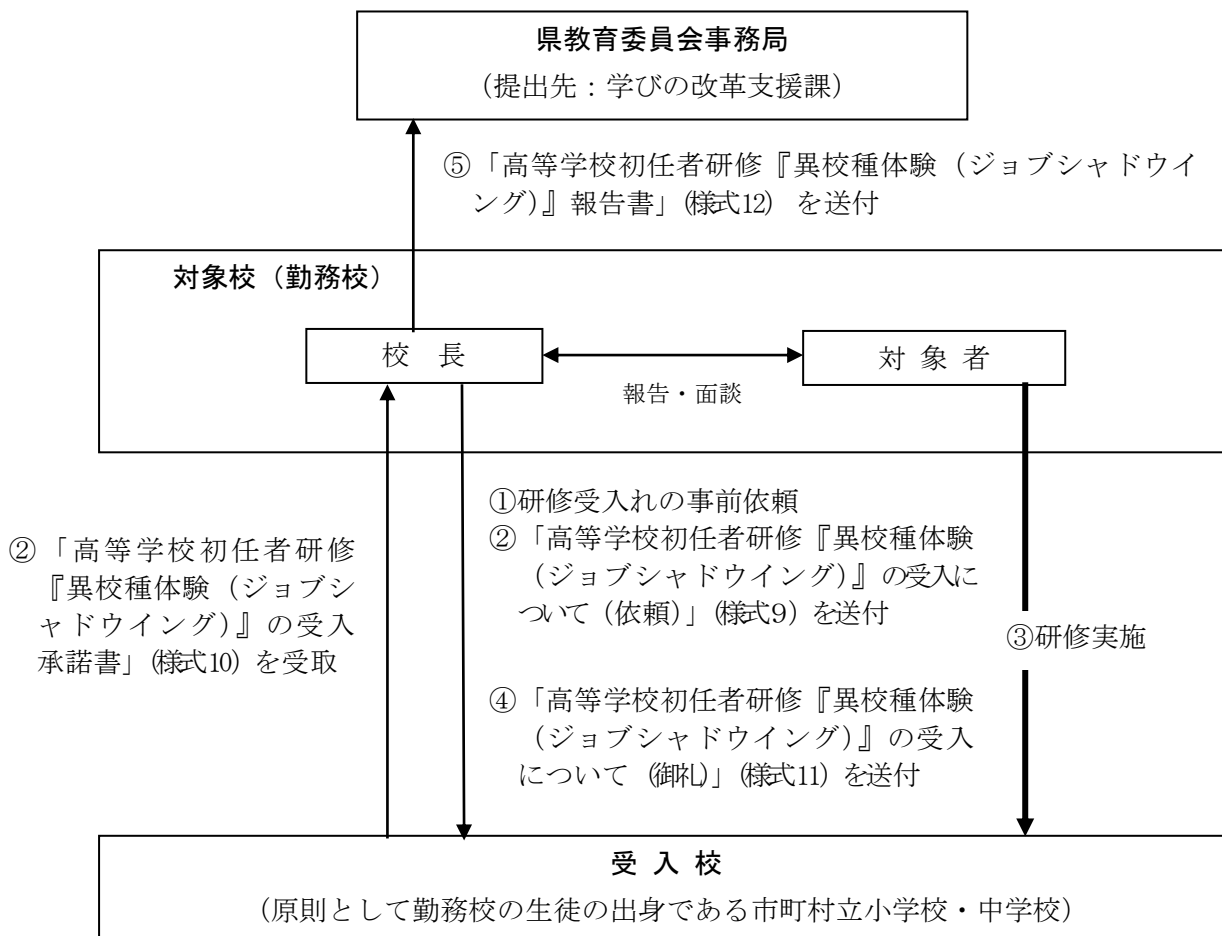 県教育委員会事務局
（提出先：学びの改革支援課）
⑤「高等学校初任者研修『異校種体験（ジョブシャドウイ
ング）』報告書」（様式12）を送付
対象校（勤務校）
校　長
対 象 者
報告・面談
②「高等学校初任者研修
『異校種体験（ジョブシ
ャドウイング）』の受入
承諾書」（様式10）を受取
①研修受入れの事前依頼
②「高等学校初任者研修『異校種体験
（ジョブシャドウイング）』の受入に
ついて（依頼）」（様式9）を送付
④「高等学校初任者研修『異校種体験
（ジョブシャドウイング）』の受入
について（御礼）」（様式11）を送付
③研修実施
受 入 校
（原則として勤務校の生徒の出身である市町村立小学校・中学校）